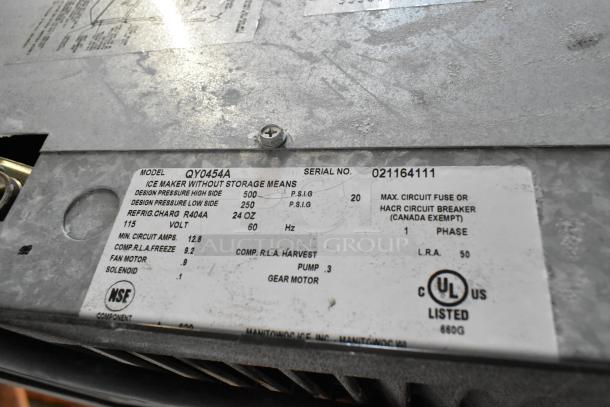 MODEL QY0454A SERIAL NO. 021164111
ICE MAKER WITHOUT STORAGE MEANS
DESIGN PRESSURE HIGH SIDE 500 P.S.I.G
DESIGN PRESSURE LOW SIDE 250 P.S.I.G
20 MAX. CIRCUIT FUSE OR
HACR CIRCUIT BREAKER
(CANADA EXEMPT)
REFRIG.CHARG R404A 24 OZ
115 VOLT 60 Hz 1 PHASE
MIN. CIRCUIT AMPS. 12.8
COMP.R.L.A.FREEZE 9.2 COMP. R.L.A. HARVEST L.R.A. 50
FAN MOTOR .9 PUMP .3
SOLENOID .1 GEAR MOTOR
NSE
COMPONENT
C UL US
LISTED
660G
MANITOWOC ICE, INC. MANITOWOC WI
AUCTION GROUP